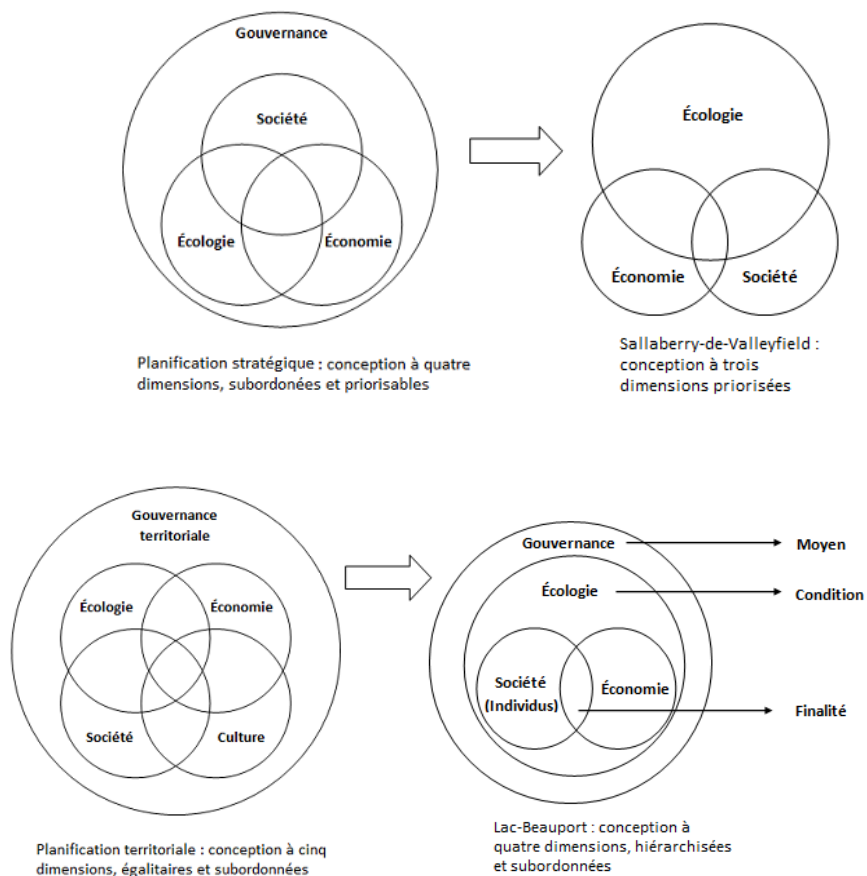 Gouvernance
Société
Écologie
Économie
Planification stratégique : conception à quatre
dimensions, subordonées et priorisables
Écologie
Économie
Société
Sallaberry-de-Valleyfield :
conception à trois
dimensions priorisées
Gouvernance
territoriale
Écologie
Économie
Société
Culture
Planification territoriale : conception à cinq
dimensions, égalitaires et subordonnées
Gouvernance
Moyen
Écologie
Condition
Société
(Individus)
Économie
Finalité
Lac-Beauport : conception à
quatre dimensions, hiérarchisées
et subordonnées